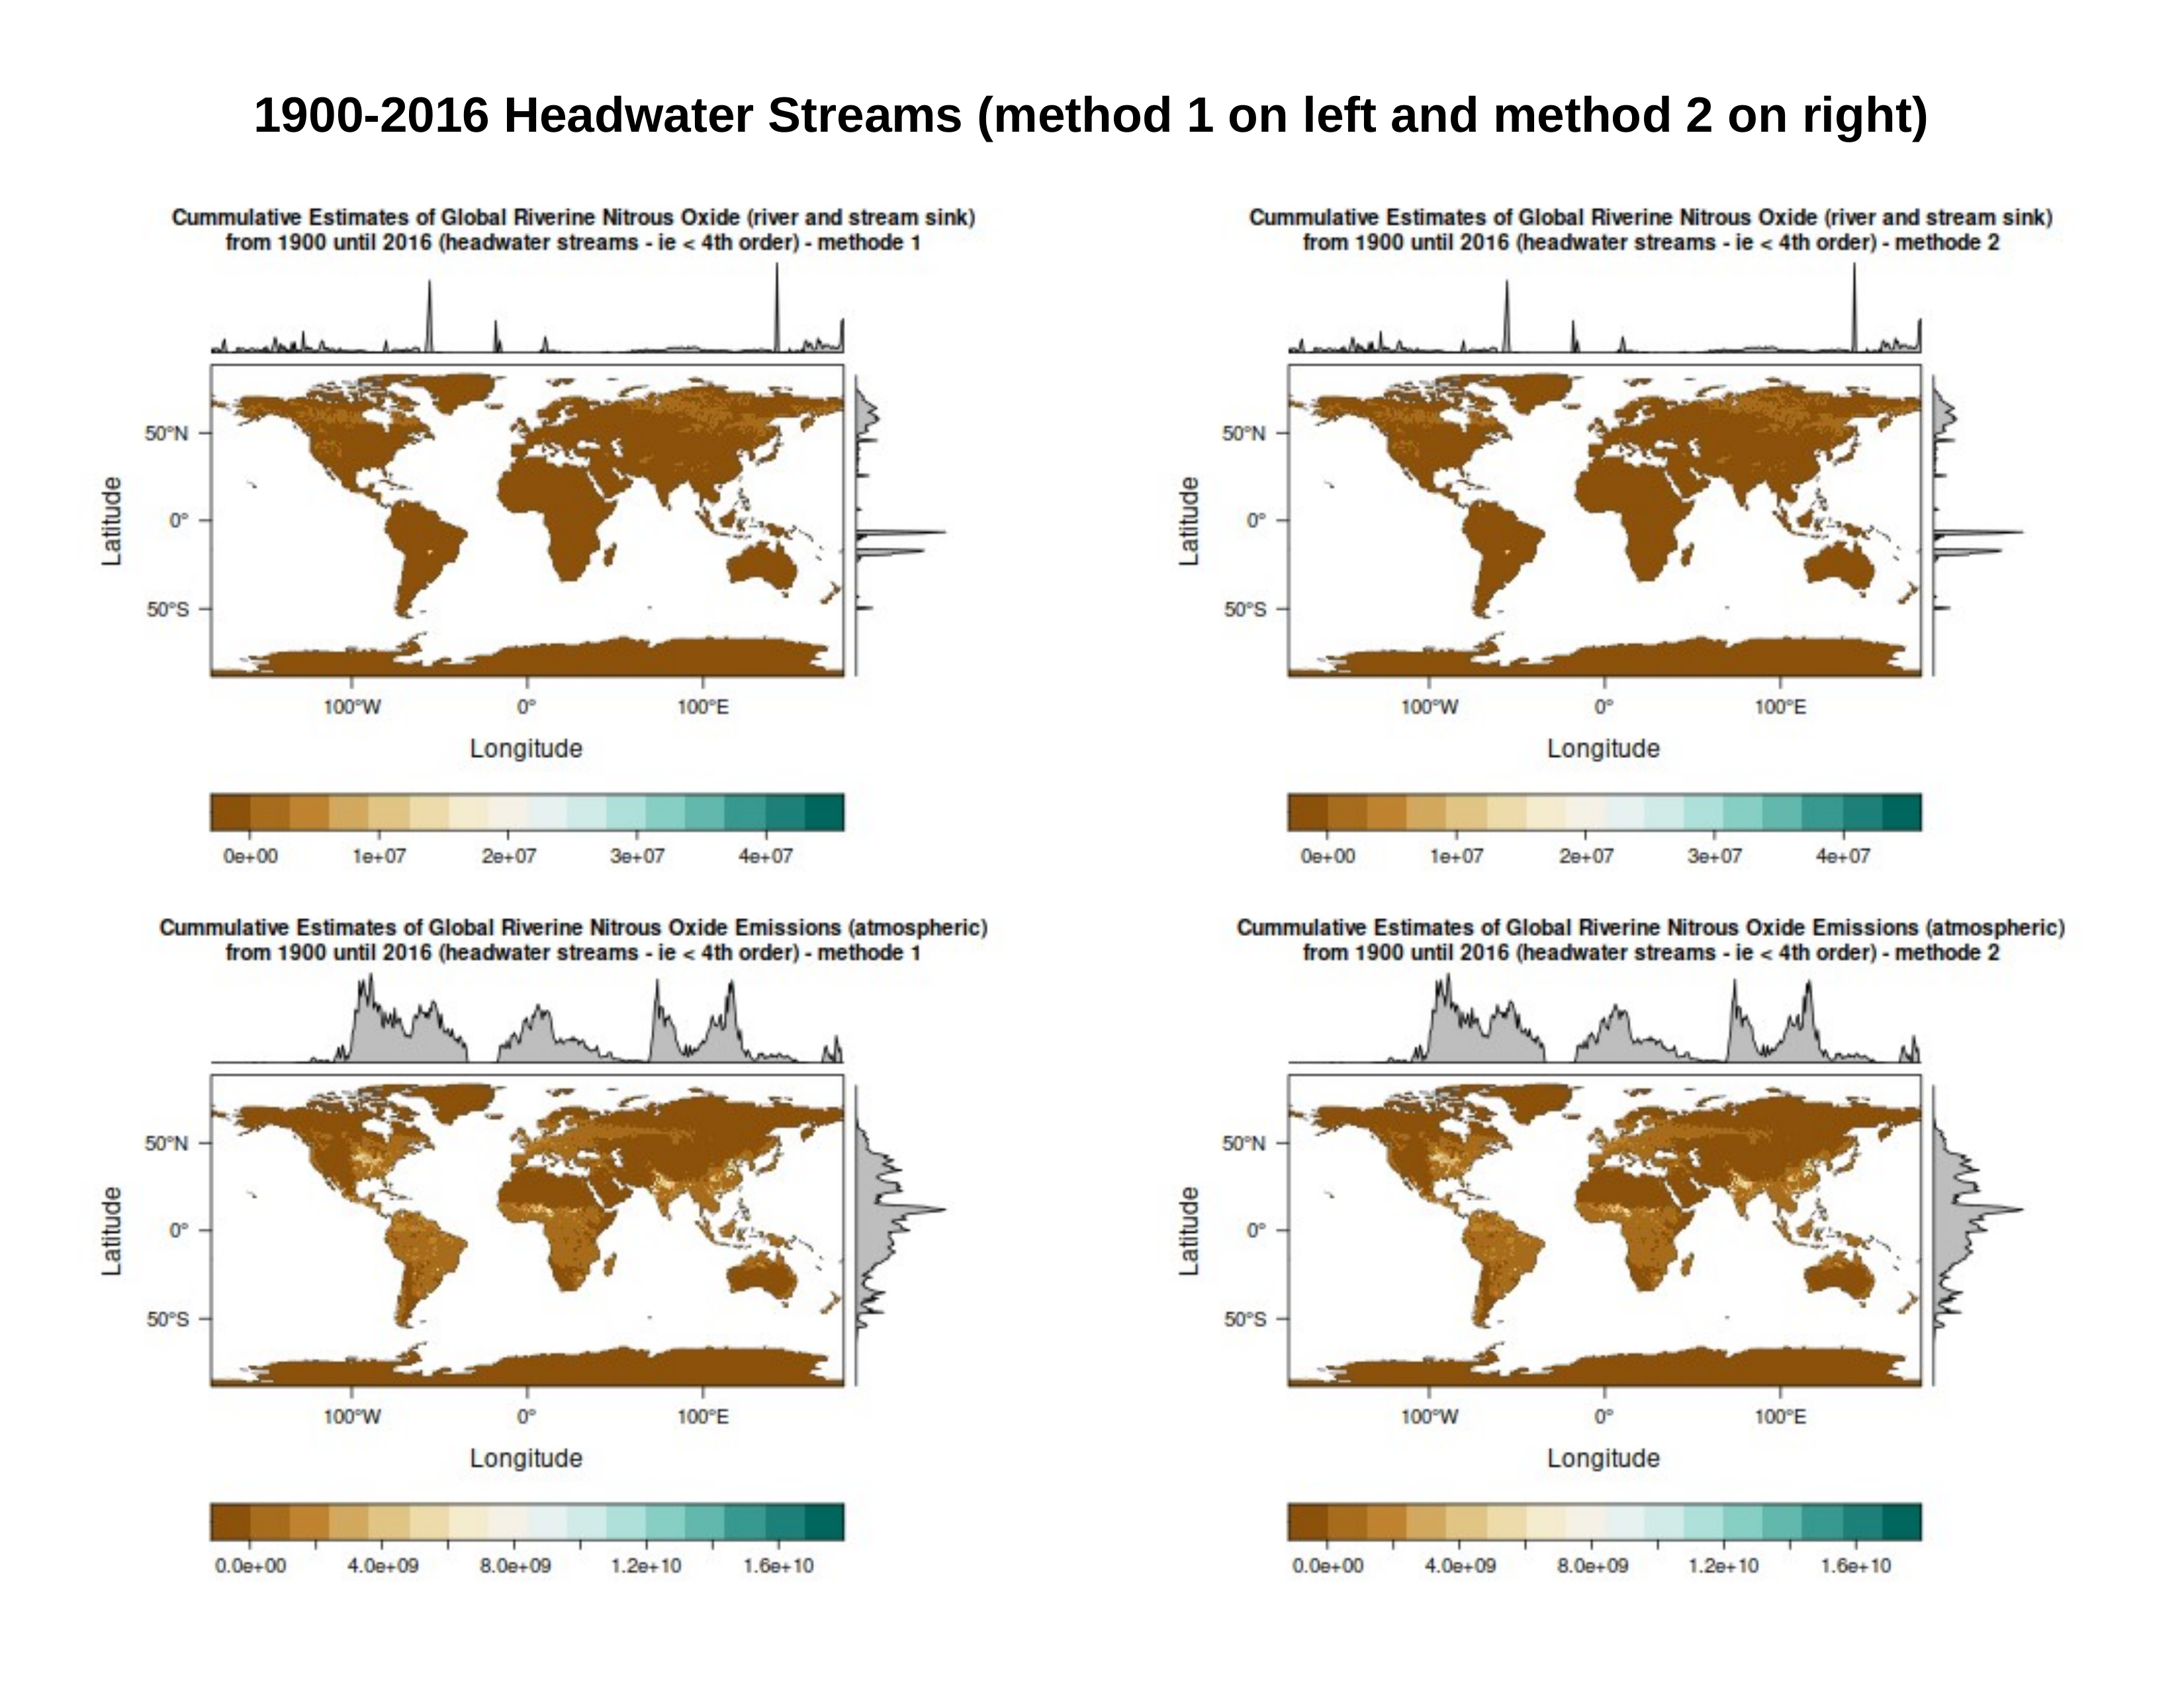 1900-2016 Headwater Streams (method 1 on left and method 2 on right)
Cummulative Estimates of Global Riverine Nitrous Oxide (river and stream sink)
from 1900 until 2016 (headwater streams - ie < 4th order) - methode 1
50°N
0°
50°S
Latitude
100°W 0° 100°E
Longitude
0e+00 1e+07 2e+07 3e+07 4e+07
Cummulative Estimates of Global Riverine Nitrous Oxide (river and stream sink)
from 1900 until 2016 (headwater streams - ie < 4th order) - methode 2
50°N
0°
50°S
Latitude
100°W 0° 100°E
Longitude
0e+00 1e+07 2e+07 3e+07 4e+07
Cummulative Estimates of Global Riverine Nitrous Oxide Emissions (atmospheric)
from 1900 until 2016 (headwater streams - ie < 4th order) - methode 1
50°N
0°
50°S
Latitude
100°W 0° 100°E
Longitude
0.0e+00 4.0e+09 8.0e+09 1.2e+10 1.6e+10
Cummulative Estimates of Global Riverine Nitrous Oxide Emissions (atmospheric)
from 1900 until 2016 (headwater streams - ie < 4th order) - methode 2
50°N
0°
50°S
Latitude
100°W 0° 100°E
Longitude
0.0e+00 4.0e+09 8.0e+09 1.2e+10 1.6e+10